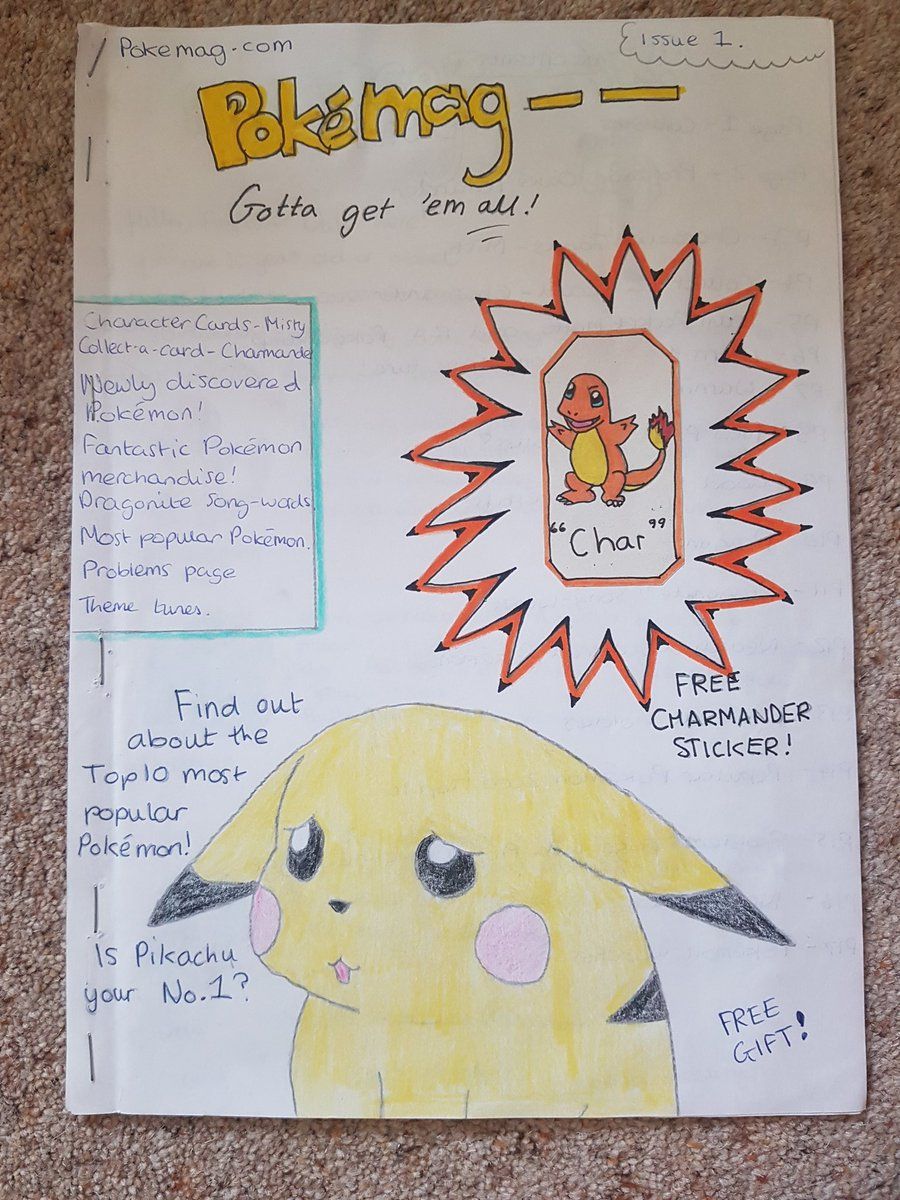 Pokemag.com
Issue 1.
Pokémag--
Gotta get 'em all!
Character Cards-Misty
Collect-a-card-Charmander
Newly discovered
Pokémon!
Fantastic Pokémon
merchandise!
Dragonite Song-words
Most popular Pokémon.
Problems page
Theme tunes.
"Char"
FREE
CHARMANDER
STICKER!
Find out
about the
Top 10 most
popular
Pokémon!
Is Pikachu
your No.1?
FREE
GIFT!